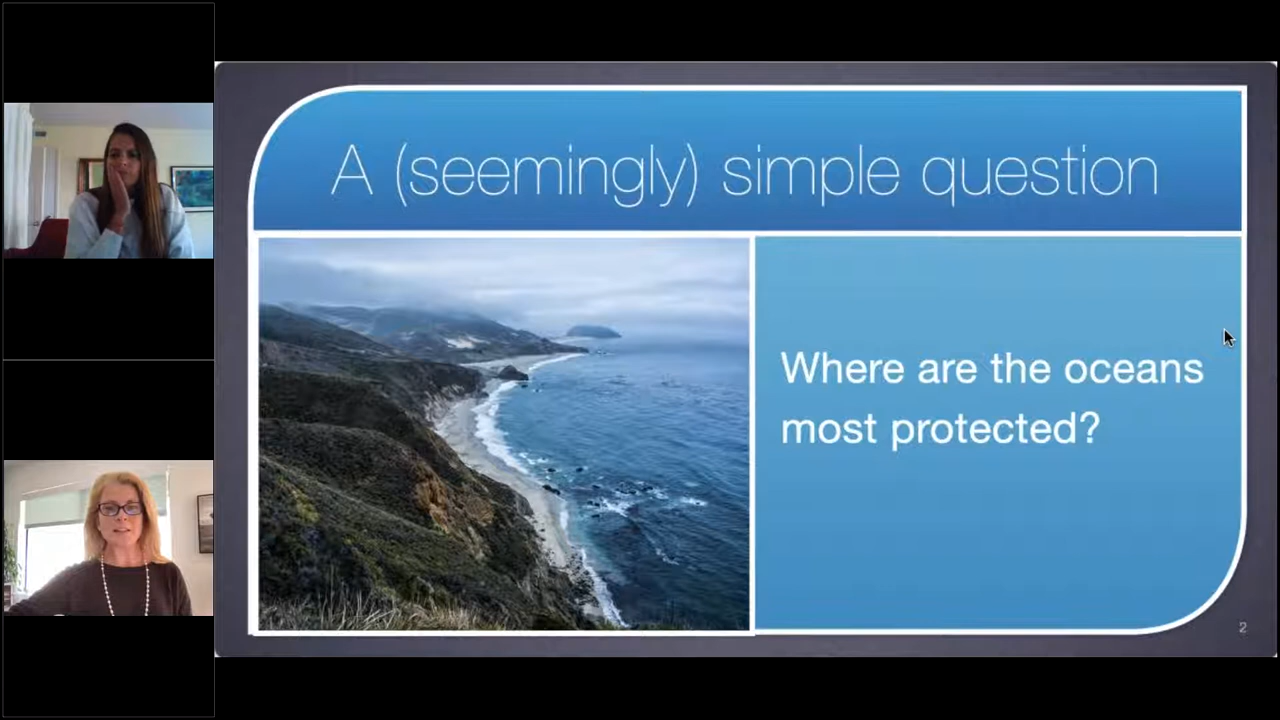 A (seemingly) simple question
Where are the oceans
most protected?
2